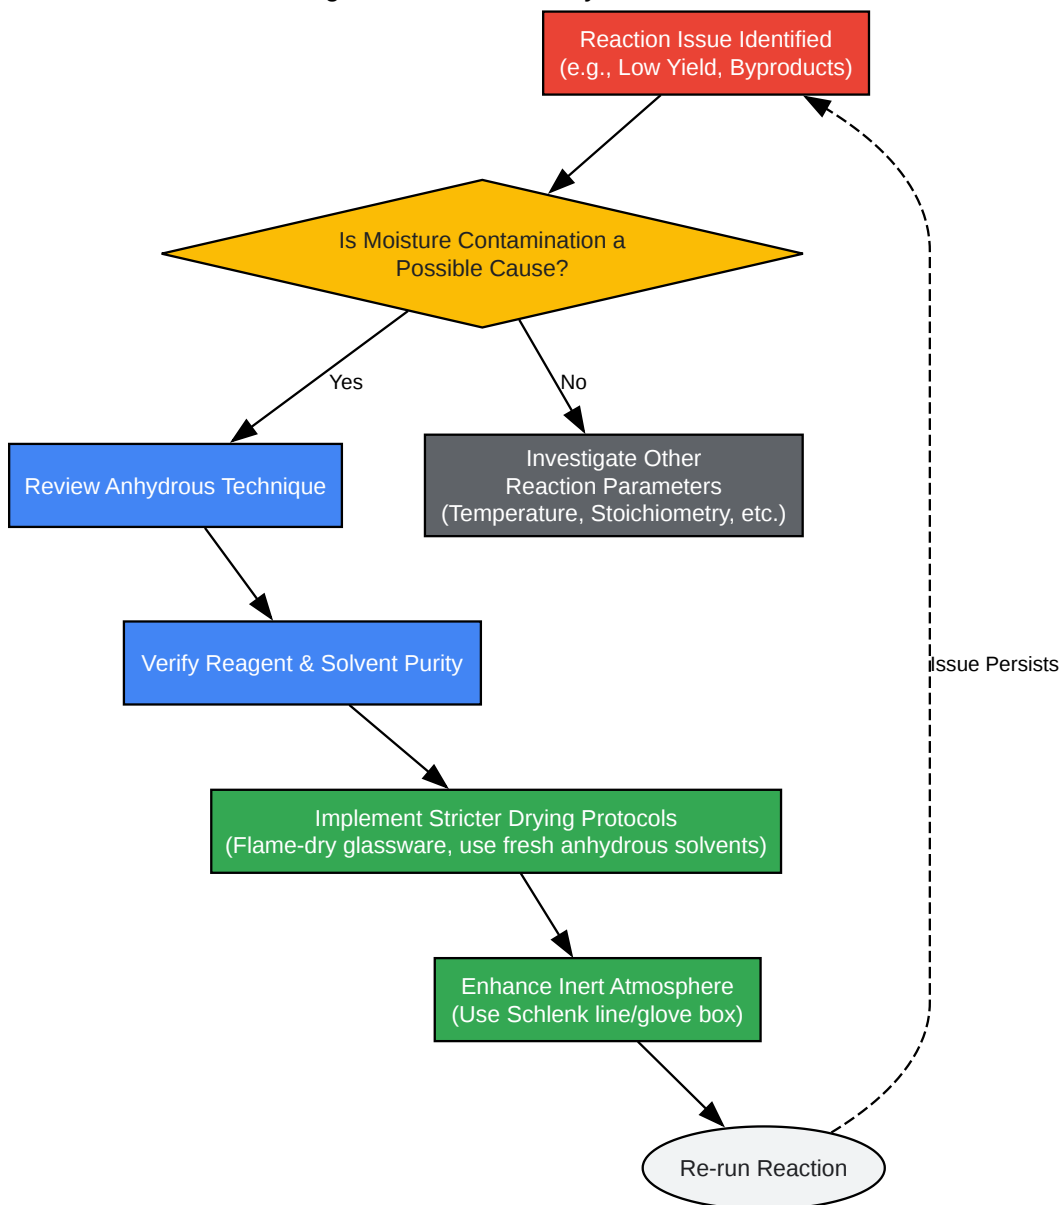 Reaction Issue Identified
(e.g., Low Yield, Byproducts)
Is Moisture Contamination a
Possible Cause?
Yes
No
Review Anhydrous Technique
Investigate Other
Reaction Parameters
(Temperature, Stoichiometry, etc.)
Verify Reagent & Solvent Purity
Issue Persists
Implement Stricter Drying Protocols
(Flame-dry glassware, use fresh anhydrous solvents)
Enhance Inert Atmosphere
(Use Schlenk line/glove box)
Re-run Reaction